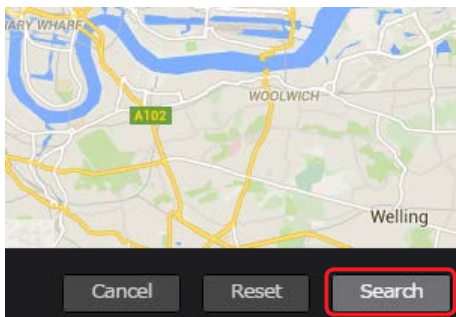 ARY WHARF
WOOLWICH
A102
Welling
Cancel Reset Search